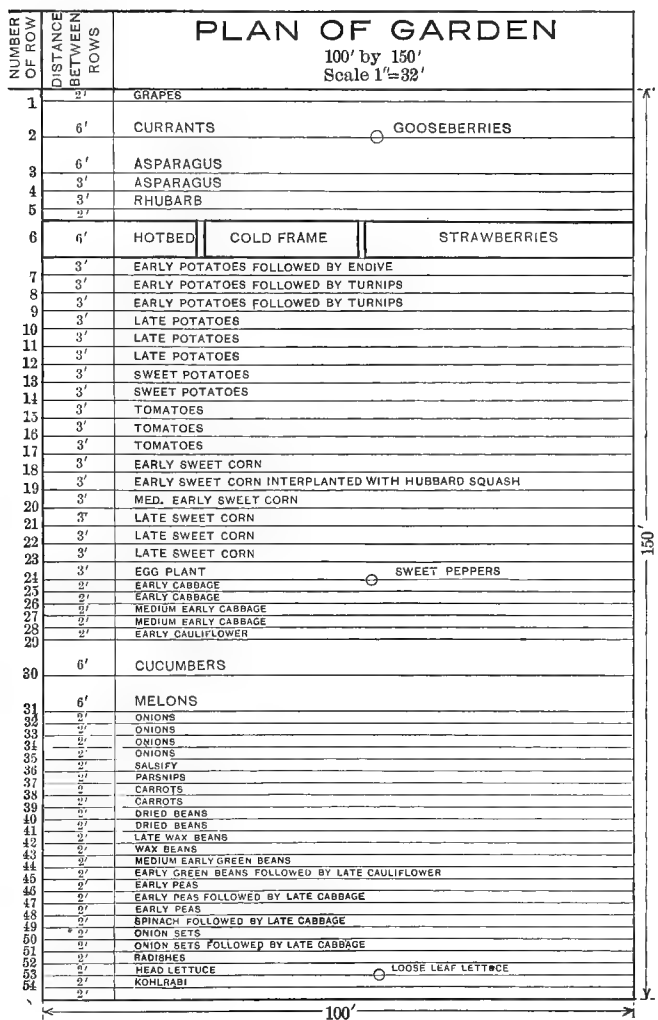 NUMBER OF ROW
DISTANCE BETWEEN ROWS
PLAN OF GARDEN
100' by 150'
Scale 1"=32'
1 2' GRAPES
2 6' CURRANTS GOOSEBERRIES
3 6' ASPARAGUS
4 3' ASPARAGUS
5 3' RHUBARB
2'
6 6' HOTBED COLD FRAME STRAWBERRIES
7 3' EARLY POTATOES FOLLOWED BY ENDIVE
8 3' EARLY POTATOES FOLLOWED BY TURNIPS
9 3' EARLY POTATOES FOLLOWED BY TURNIPS
10 3' LATE POTATOES
11 3' LATE POTATOES
12 3' LATE POTATOES
13 3' SWEET POTATOES
14 3' SWEET POTATOES
15 3' TOMATOES
16 3' TOMATOES
17 3' TOMATOES
18 3' EARLY SWEET CORN
19 3' EARLY SWEET CORN INTERPLANTED WITH HUBBARD SQUASH
20 3' MED. EARLY SWEET CORN
21 3' LATE SWEET CORN
22 3' LATE SWEET CORN
23 3' LATE SWEET CORN
24 3' EGG PLANT SWEET PEPPERS
25 2' EARLY CABBAGE
26 2' EARLY CABBAGE
27 2' MEDIUM EARLY CABBAGE
28 2' MEDIUM EARLY CABBAGE
29 2' EARLY CAULIFLOWER
30 6' CUCUMBERS
31 6' MELONS
32 2' ONIONS
33 2' ONIONS
34 2' ONIONS
35 2' ONIONS
36 2' SALSIFY
37 2' PARSNIPS
38 2 CARROTS
39 2' CARROTS
40 2' DRIED BEANS
41 2' DRIED BEANS
42 2' LATE WAX BEANS
43 2' WAX BEANS
44 2' MEDIUM EARLY GREEN BEANS
45 2' EARLY GREEN BEANS FOLLOWED BY LATE CAULIFLOWER
46 2' EARLY PEAS
47 2' EARLY PEAS FOLLOWED BY LATE CABBAGE
48 2' EARLY PEAS
49 2' SPINACH FOLLOWED BY LATE CABBAGE
50 2' ONION SETS
51 2' ONION SETS FOLLOWED BY LATE CABBAGE
52 2' RADISHES
53 2' HEAD LETTUCE LOOSE LEAF LETTUCE
54 2' KOHLRABI
2'
150'
100'